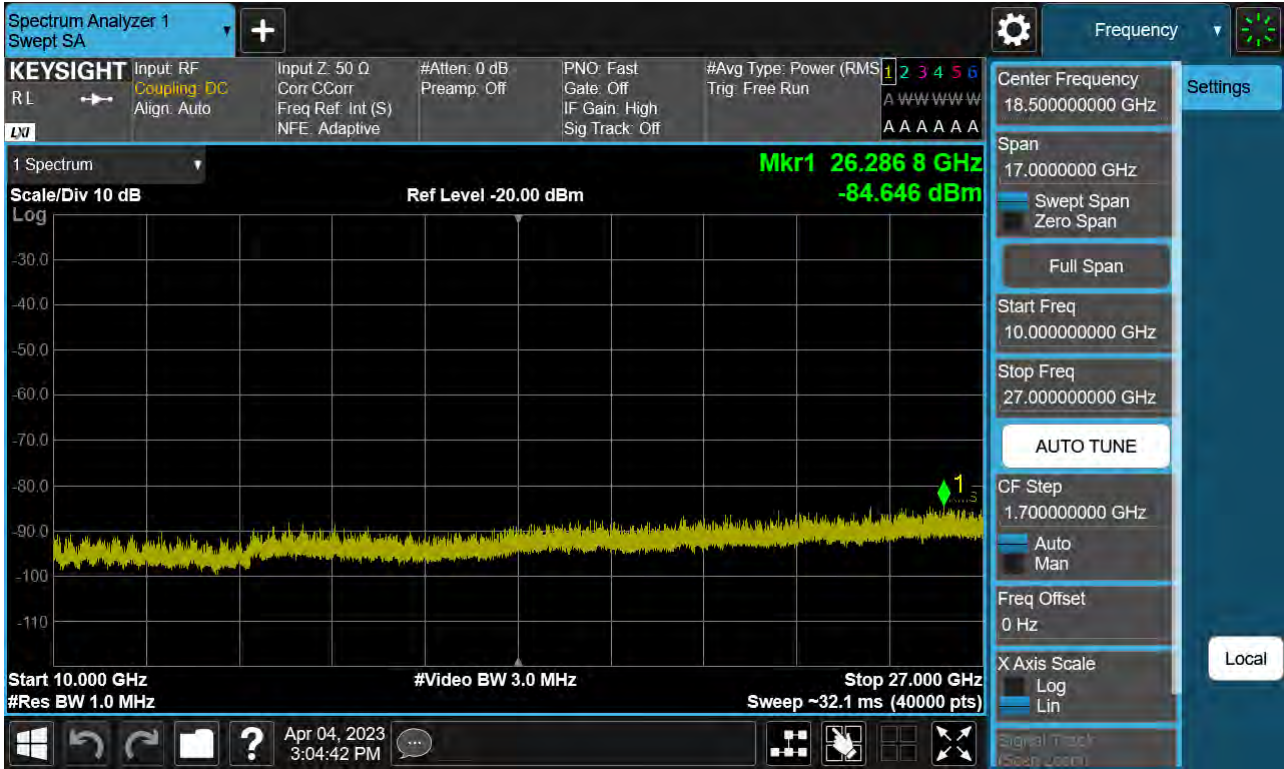 Spectrum Analyzer 1
Swept SA
+
Frequency
KEYSIGHT
RL
LXI
Input: RF
Coupling: DC
Align: Auto
Input Z: 50 Ω
Corr CCorr
Freq Ref: Int (S)
NFE: Adaptive
#Atten: 0 dB
Preamp: Off
PNO: Fast
Gate: Off
IF Gain: High
Sig Track: Off
#Avg Type: Power (RMS
Trig: Free Run
1 2 3 4 5 6
A W W W W W
A A A A A A
1 Spectrum
Mkr1 26.286 8 GHz
Scale/Div 10 dB
Ref Level -20.00 dBm
-84.646 dBm
Log
-30.0
-40.0
-50.0
-60.0
-70.0
-80.0
-90.0
-100
-110
1
Start 10.000 GHz
#Video BW 3.0 MHz
Stop 27.000 GHz
#Res BW 1.0 MHz
Sweep ~32.1 ms (40000 pts)
Center Frequency
18.500000000 GHz
Settings
Span
17.0000000 GHz
Swept Span
Zero Span
Full Span
Start Freq
10.000000000 GHz
Stop Freq
27.000000000 GHz
AUTO TUNE
CF Step
1.700000000 GHz
Auto
Man
Freq Offset
0 Hz
X Axis Scale
Log
Lin
Local
Signal Track
(Span Zoom)
?
Apr 04, 2023
3:04:42 PM